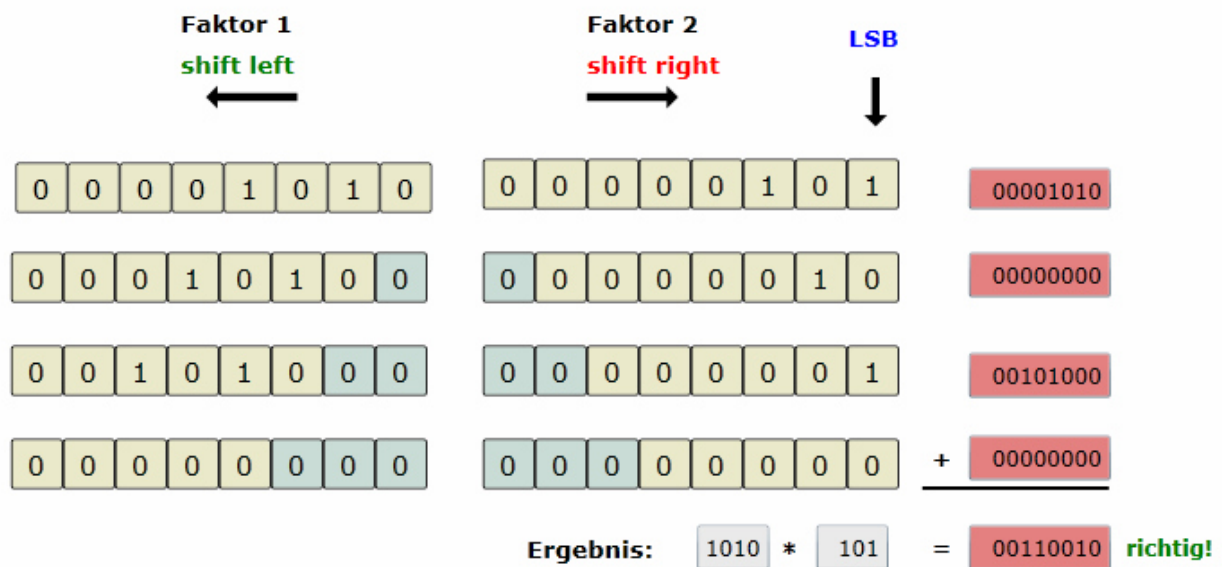 Faktor 1 Faktor 2 LSB
shift left shift right
0 0 0 0 1 0 1 0 0 0 0 0 0 1 0 1 00001010
0 0 0 1 0 1 0 0 0 0 0 0 0 0 1 0 00000000
0 0 1 0 1 0 0 0 0 0 0 0 0 0 0 1 00101000
0 0 0 0 0 0 0 0 0 0 0 0 0 0 0 0 + 00000000
Ergebnis: 1010 * 101 = 00110010 richtig!